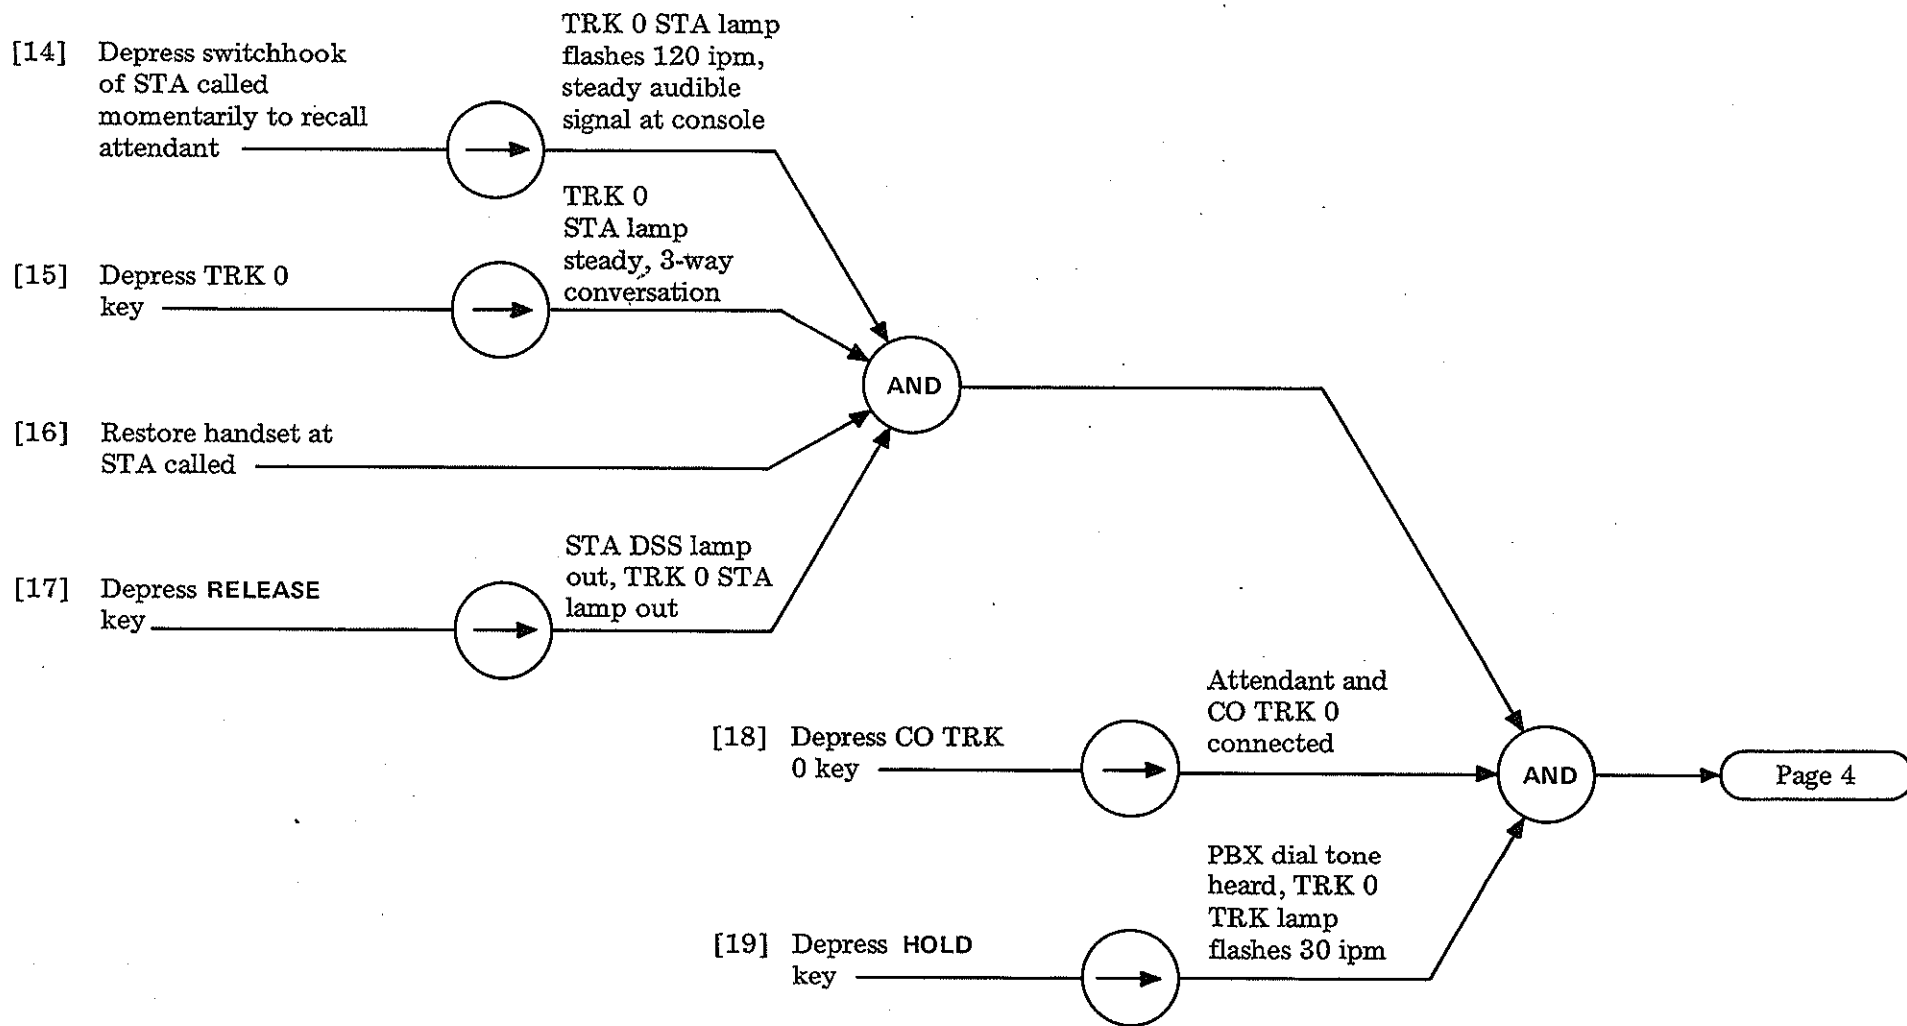 [14] Depress switchhook
of STA called
momentarily to recall
attendant
TRK 0 STA lamp
flashes 120 ipm,
steady audible
signal at console
[15] Depress TRK 0
key
TRK 0
STA lamp
steady, 3-way
conversation
AND
[16] Restore handset at
STA called
[17] Depress RELEASE
key
STA DSS lamp
out, TRK 0 STA
lamp out
[18] Depress CO TRK
0 key
Attendant and
CO TRK 0
connected
AND
Page 4
[19] Depress HOLD
key
PBX dial tone
heard, TRK 0
TRK lamp
flashes 30 ipm